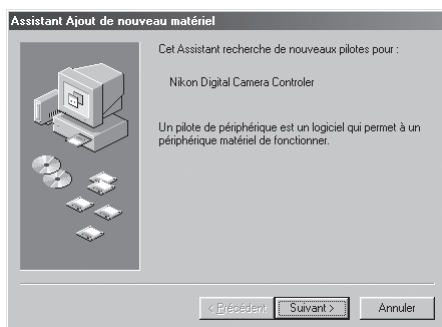 Assistant Ajout de nouveau matériel
Cet Assistant recherche de nouveaux pilotes pour :
Nikon Digital Camera Controler
Un pilote de périphérique est un logiciel qui permet à un
périphérique matériel de fonctionner.
< Précédent Suivant > Annuler